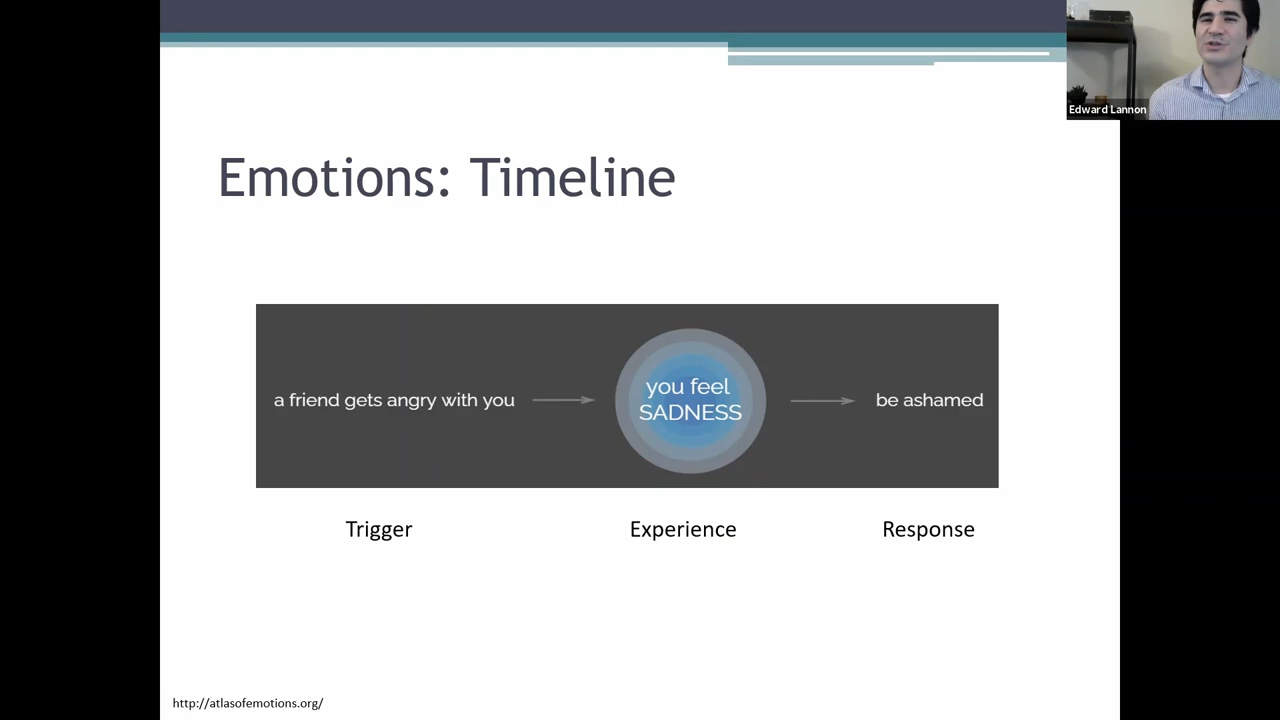 Edward Lannon
Emotions: Timeline
a friend gets angry with you
you feel
SADNESS
be ashamed
Trigger
Experience
Response
http://atlasofemotions.org/